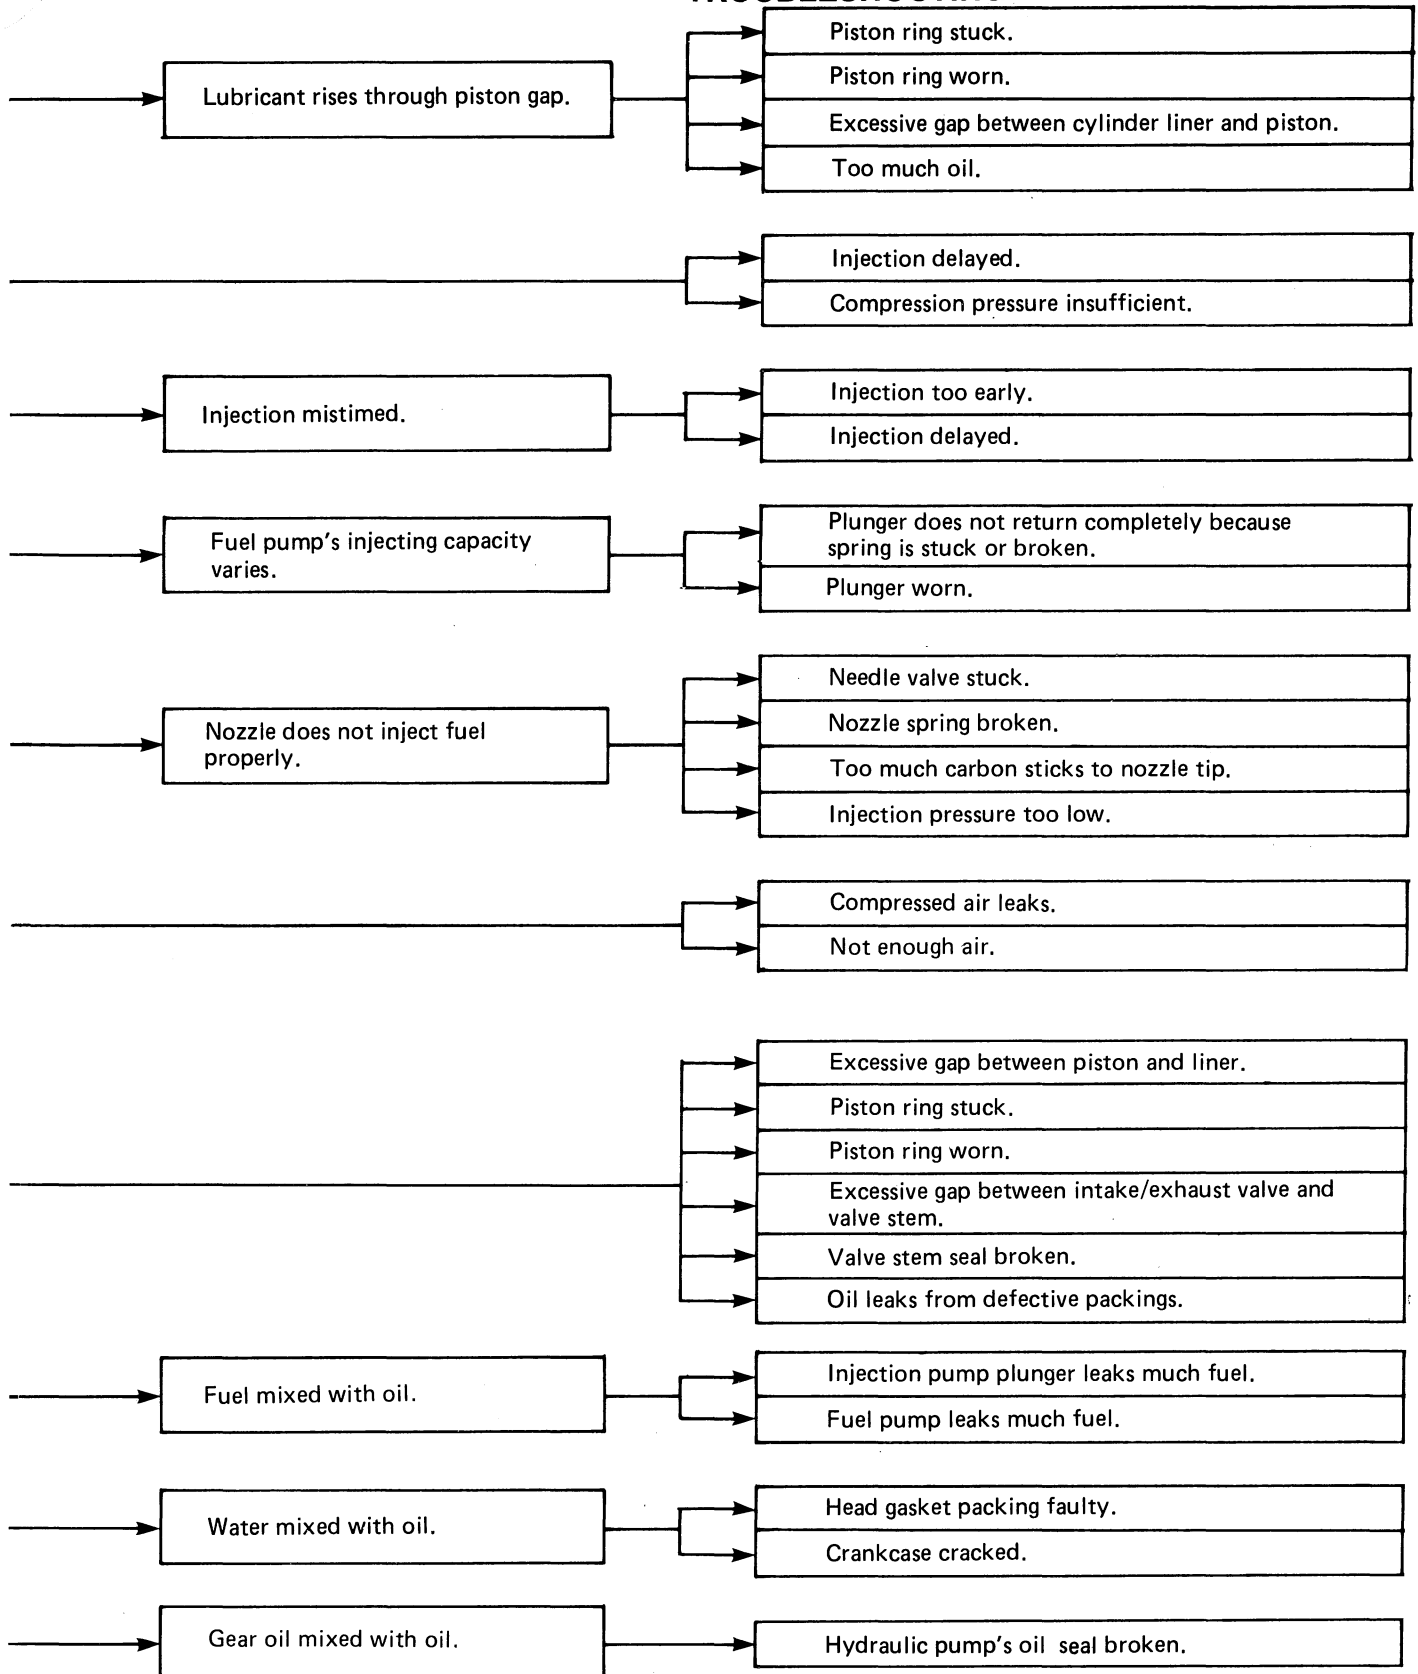 TROUBLESHOOTING
Lubricant rises through piston gap.
Piston ring stuck.
Piston ring worn.
Excessive gap between cylinder liner and piston.
Too much oil.
Injection delayed.
Compression pressure insufficient.
Injection mistimed.
Injection too early.
Injection delayed.
Fuel pump's injecting capacity
varies.
Plunger does not return completely because
spring is stuck or broken.
Plunger worn.
Nozzle does not inject fuel
properly.
Needle valve stuck.
Nozzle spring broken.
Too much carbon sticks to nozzle tip.
Injection pressure too low.
Compressed air leaks.
Not enough air.
Excessive gap between piston and liner.
Piston ring stuck.
Piston ring worn.
Excessive gap between intake/exhaust valve and
valve stem.
Valve stem seal broken.
Oil leaks from defective packings.
Fuel mixed with oil.
Injection pump plunger leaks much fuel.
Fuel pump leaks much fuel.
Water mixed with oil.
Head gasket packing faulty.
Crankcase cracked.
Gear oil mixed with oil.
Hydraulic pump's oil seal broken.